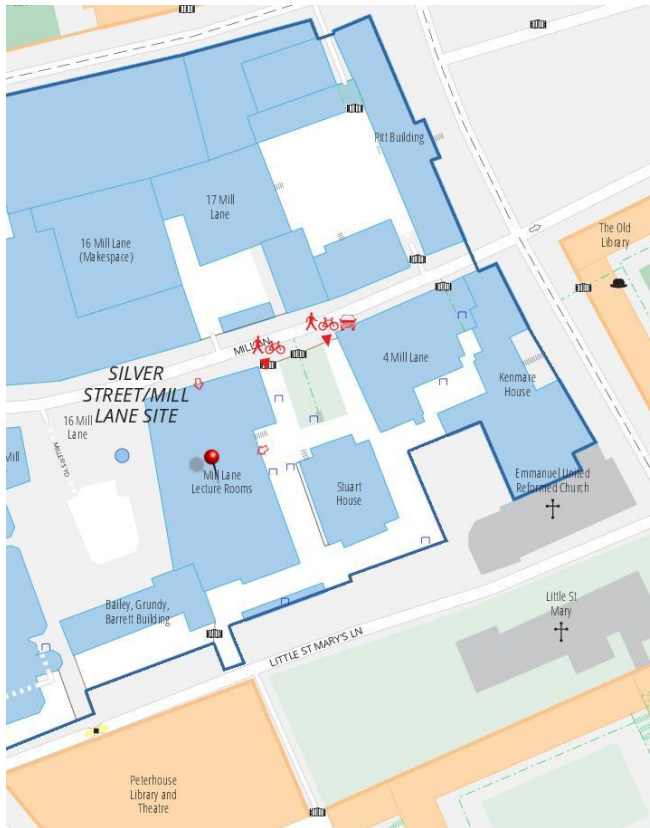 Pitt Building
17 Mill
Lane
16 Mill Lane
(Makespace)
The Old
Library
MILL LN
4 Mill Lane
SILVER
STREET/MILL
LANE SITE
Kenmare
House
16 Mill
Lane
MILLER'S YD
Mill
Mill Lane
Lecture Rooms
Stuart
House
Emmanuel United
Reformed Church
Bailey, Grundy,
Barrett Building
Little St
Mary
LITTLE ST MARY'S LN
Peterhouse
Library and
Theatre